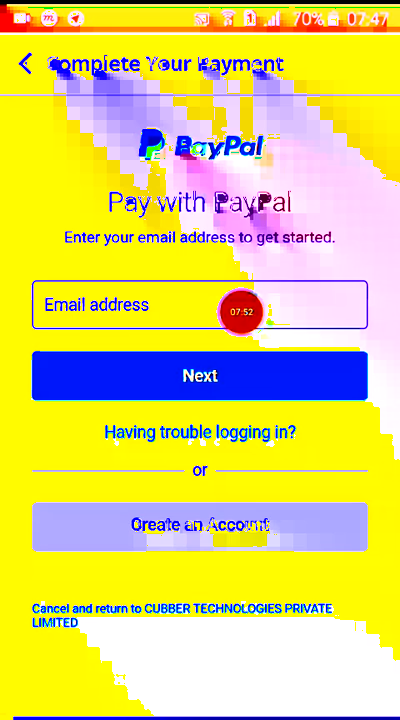 70% 07:47
Complete Your Payment
PayPal
Pay with PayPal
Enter your email address to get started.
Email address
07:52
Next
Having trouble logging in?
or
Create an Account
Cancel and return to CUBBER TECHNOLOGIES PRIVATE
LIMITED